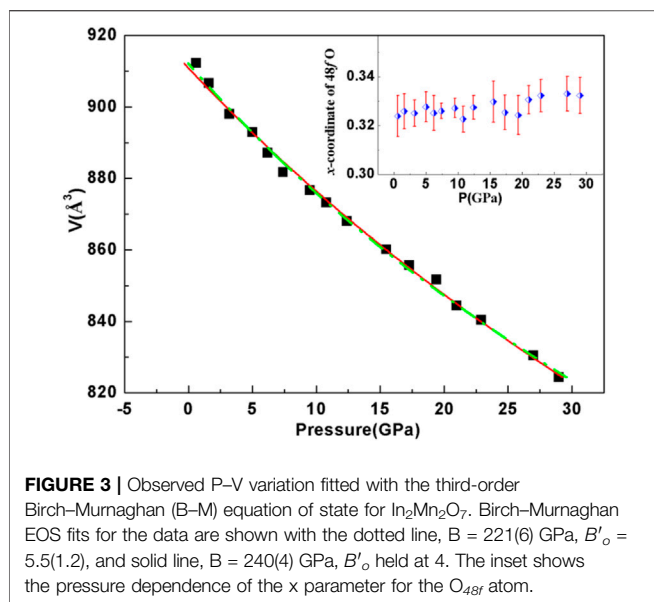 920
900
880
860
840
820
V(Å³)
-5 0 5 10 15 20 25 30
Pressure(GPa)
0.34
0.32
0.30
x-coordinate of 48f O
0 5 10 15 20 25 30
P(GPa)
FIGURE 3 | Observed P–V variation fitted with the third-order
Birch–Murnaghan (B–M) equation of state for In₂Mn₂O₇. Birch–Murnaghan
EOS fits for the data are shown with the dotted line, B = 221(6) GPa, B′ₒ =
5.5(1.2), and solid line, B = 240(4) GPa, B′ₒ held at 4. The inset shows
the pressure dependence of the x parameter for the O48f atom.